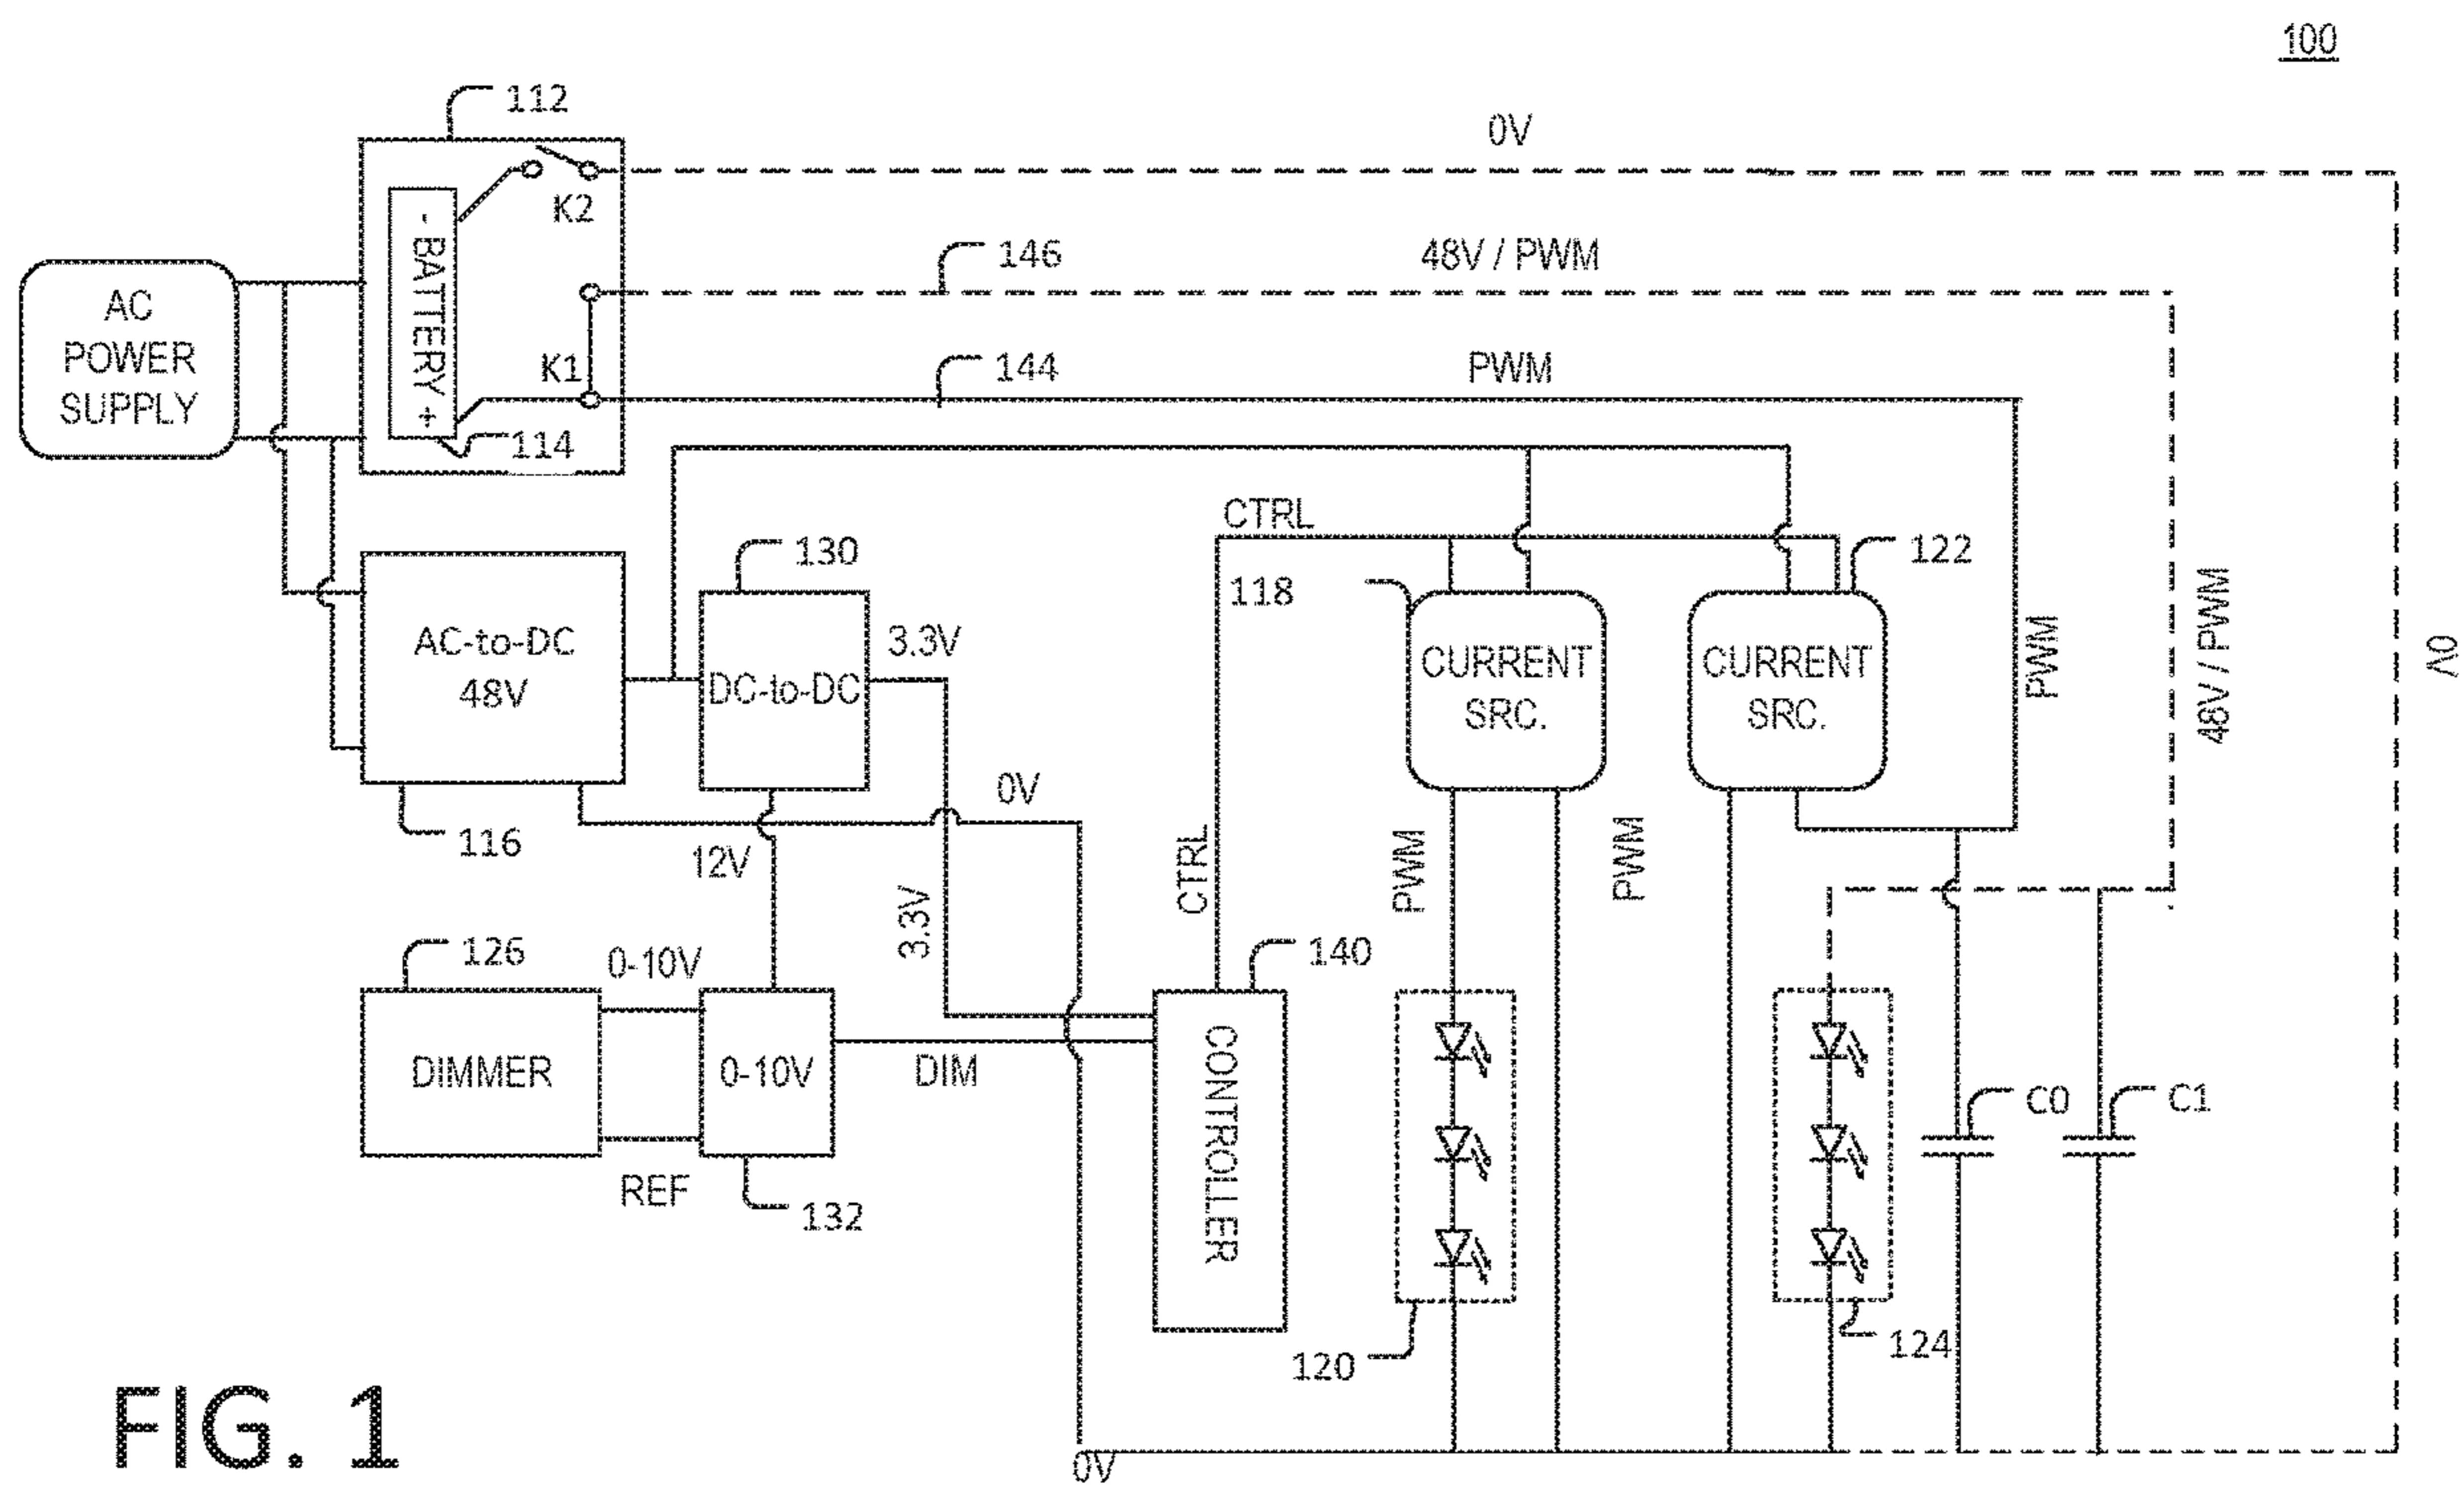 100
112
0V
K2
- BATTERY +
146
48V / PWM
AC
POWER
SUPPLY
K1
144
PWM
114
CTRL
130
122
118
AC-to-DC
48V
DC-to-DC
3.3V
CURRENT
SRC.
CURRENT
SRC.
PWM
48V / PWM
0V
0V
116
12V
3.3V
CTRL
PWM
PWM
126
0-10V
140
DIMMER
0-10V
DIM
CONTROLLER
C0
C1
REF
132
120
124
FIG. 1
0V